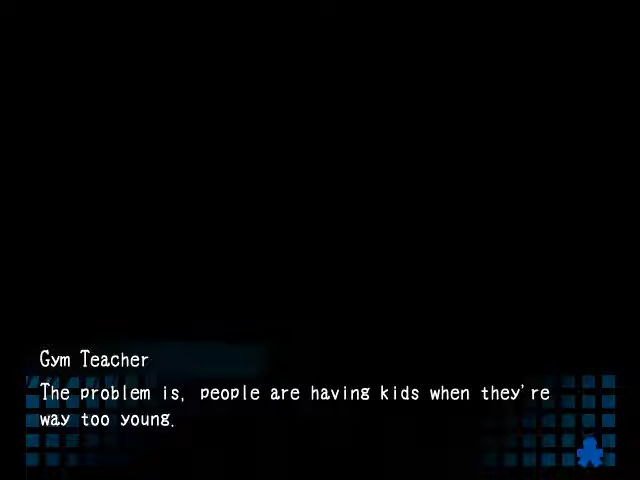 Gym Teacher
The problem is, people are having kids when they're
way too young.